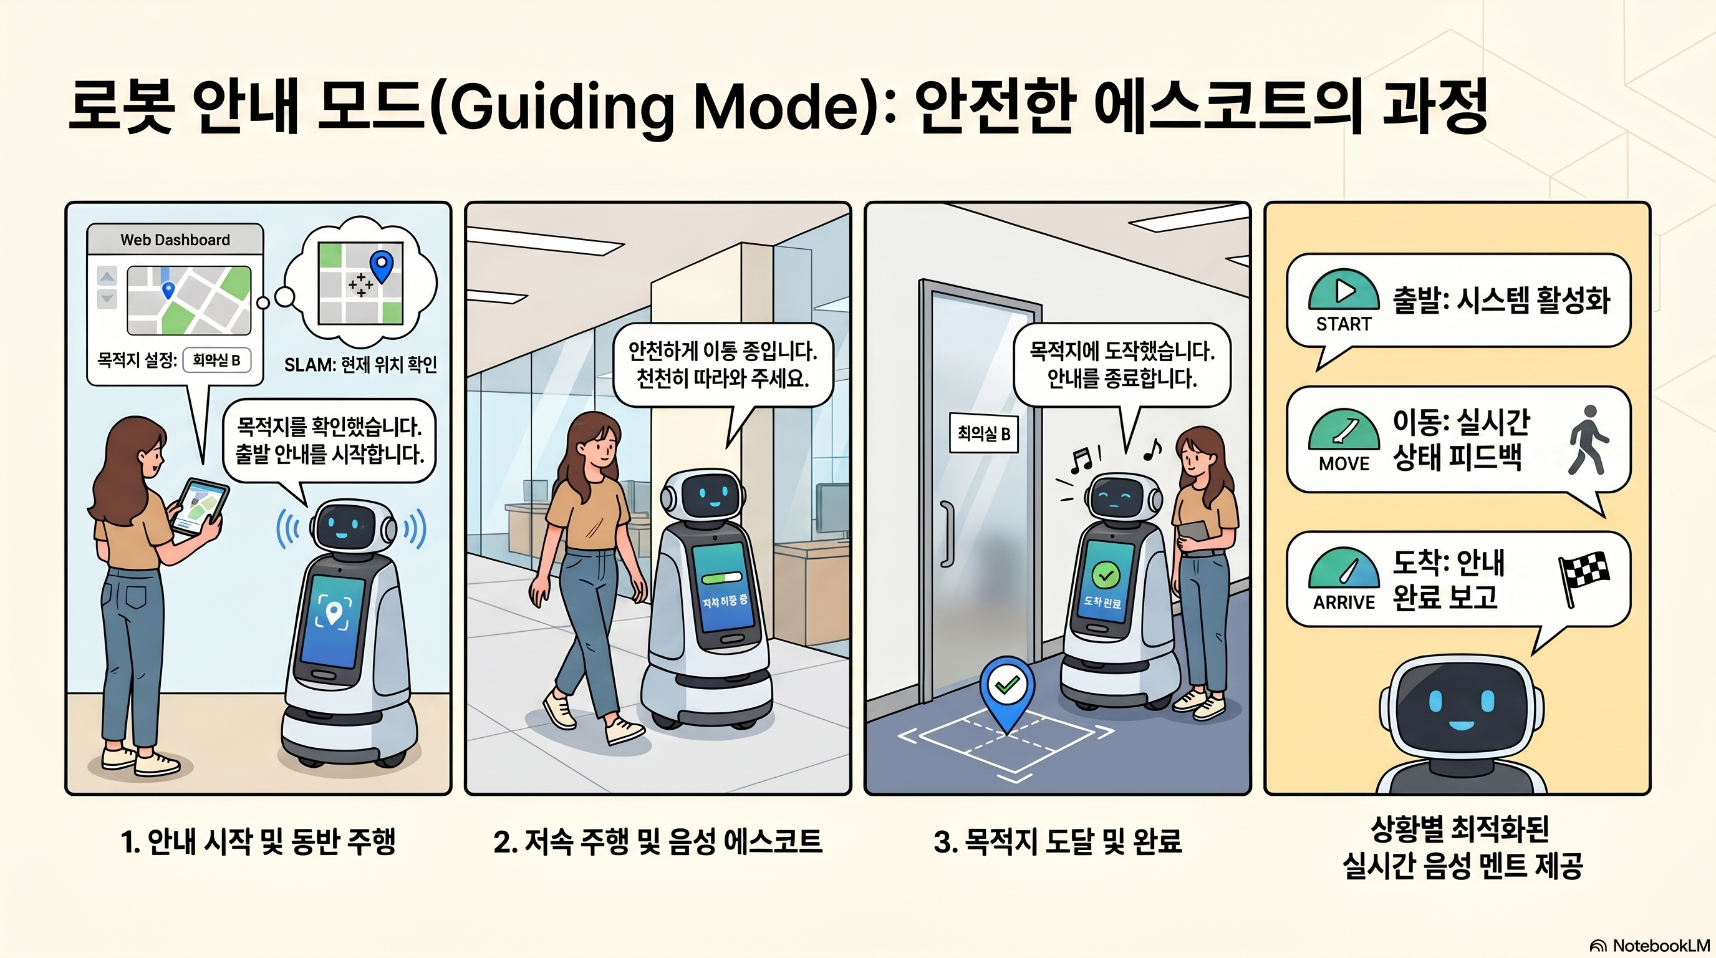 로봇 안내 모드(Guiding Mode): 안전한 에스코트의 과정
Web Dashboard
목적지 설정:
SLAM: 현재 위치 확인
목적지를 확인했습니다.
출발 안내를 시작합니다.
1. 안내 시작 및 동반 주행
안천하게 이통 종입니다.
천천히 따라와 주세요.
2. 저속 주행 및 음성 에스코트
목적지에 도작했습니다.
안내를 종료합니다.
회의실 B
도착 완료
3. 목적지 도달 및 완료
START
출발: 시스템 활성화
MOVE
이동: 실시간
상태 피드백
ARRIVE
도착: 안내
완료 보고
상황별 최적화된
실시간 음성 멘트 제공
NotebookLM